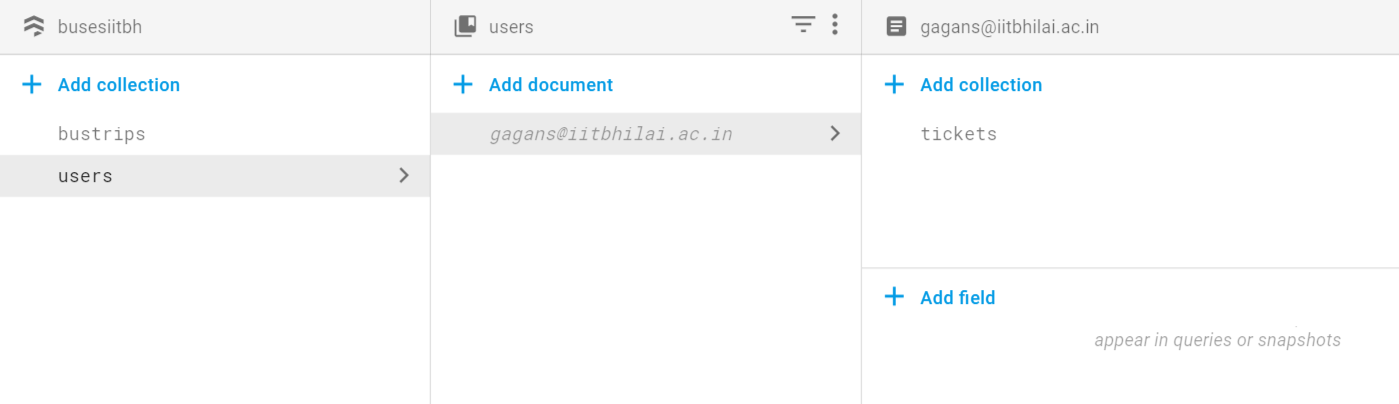 busesiitbh
users
gagans@iitbhilai.ac.in
Add collection
Add document
Add collection
bustrips
gagans@iitbhilai.ac.in
tickets
users
Add field
appear in queries or snapshots